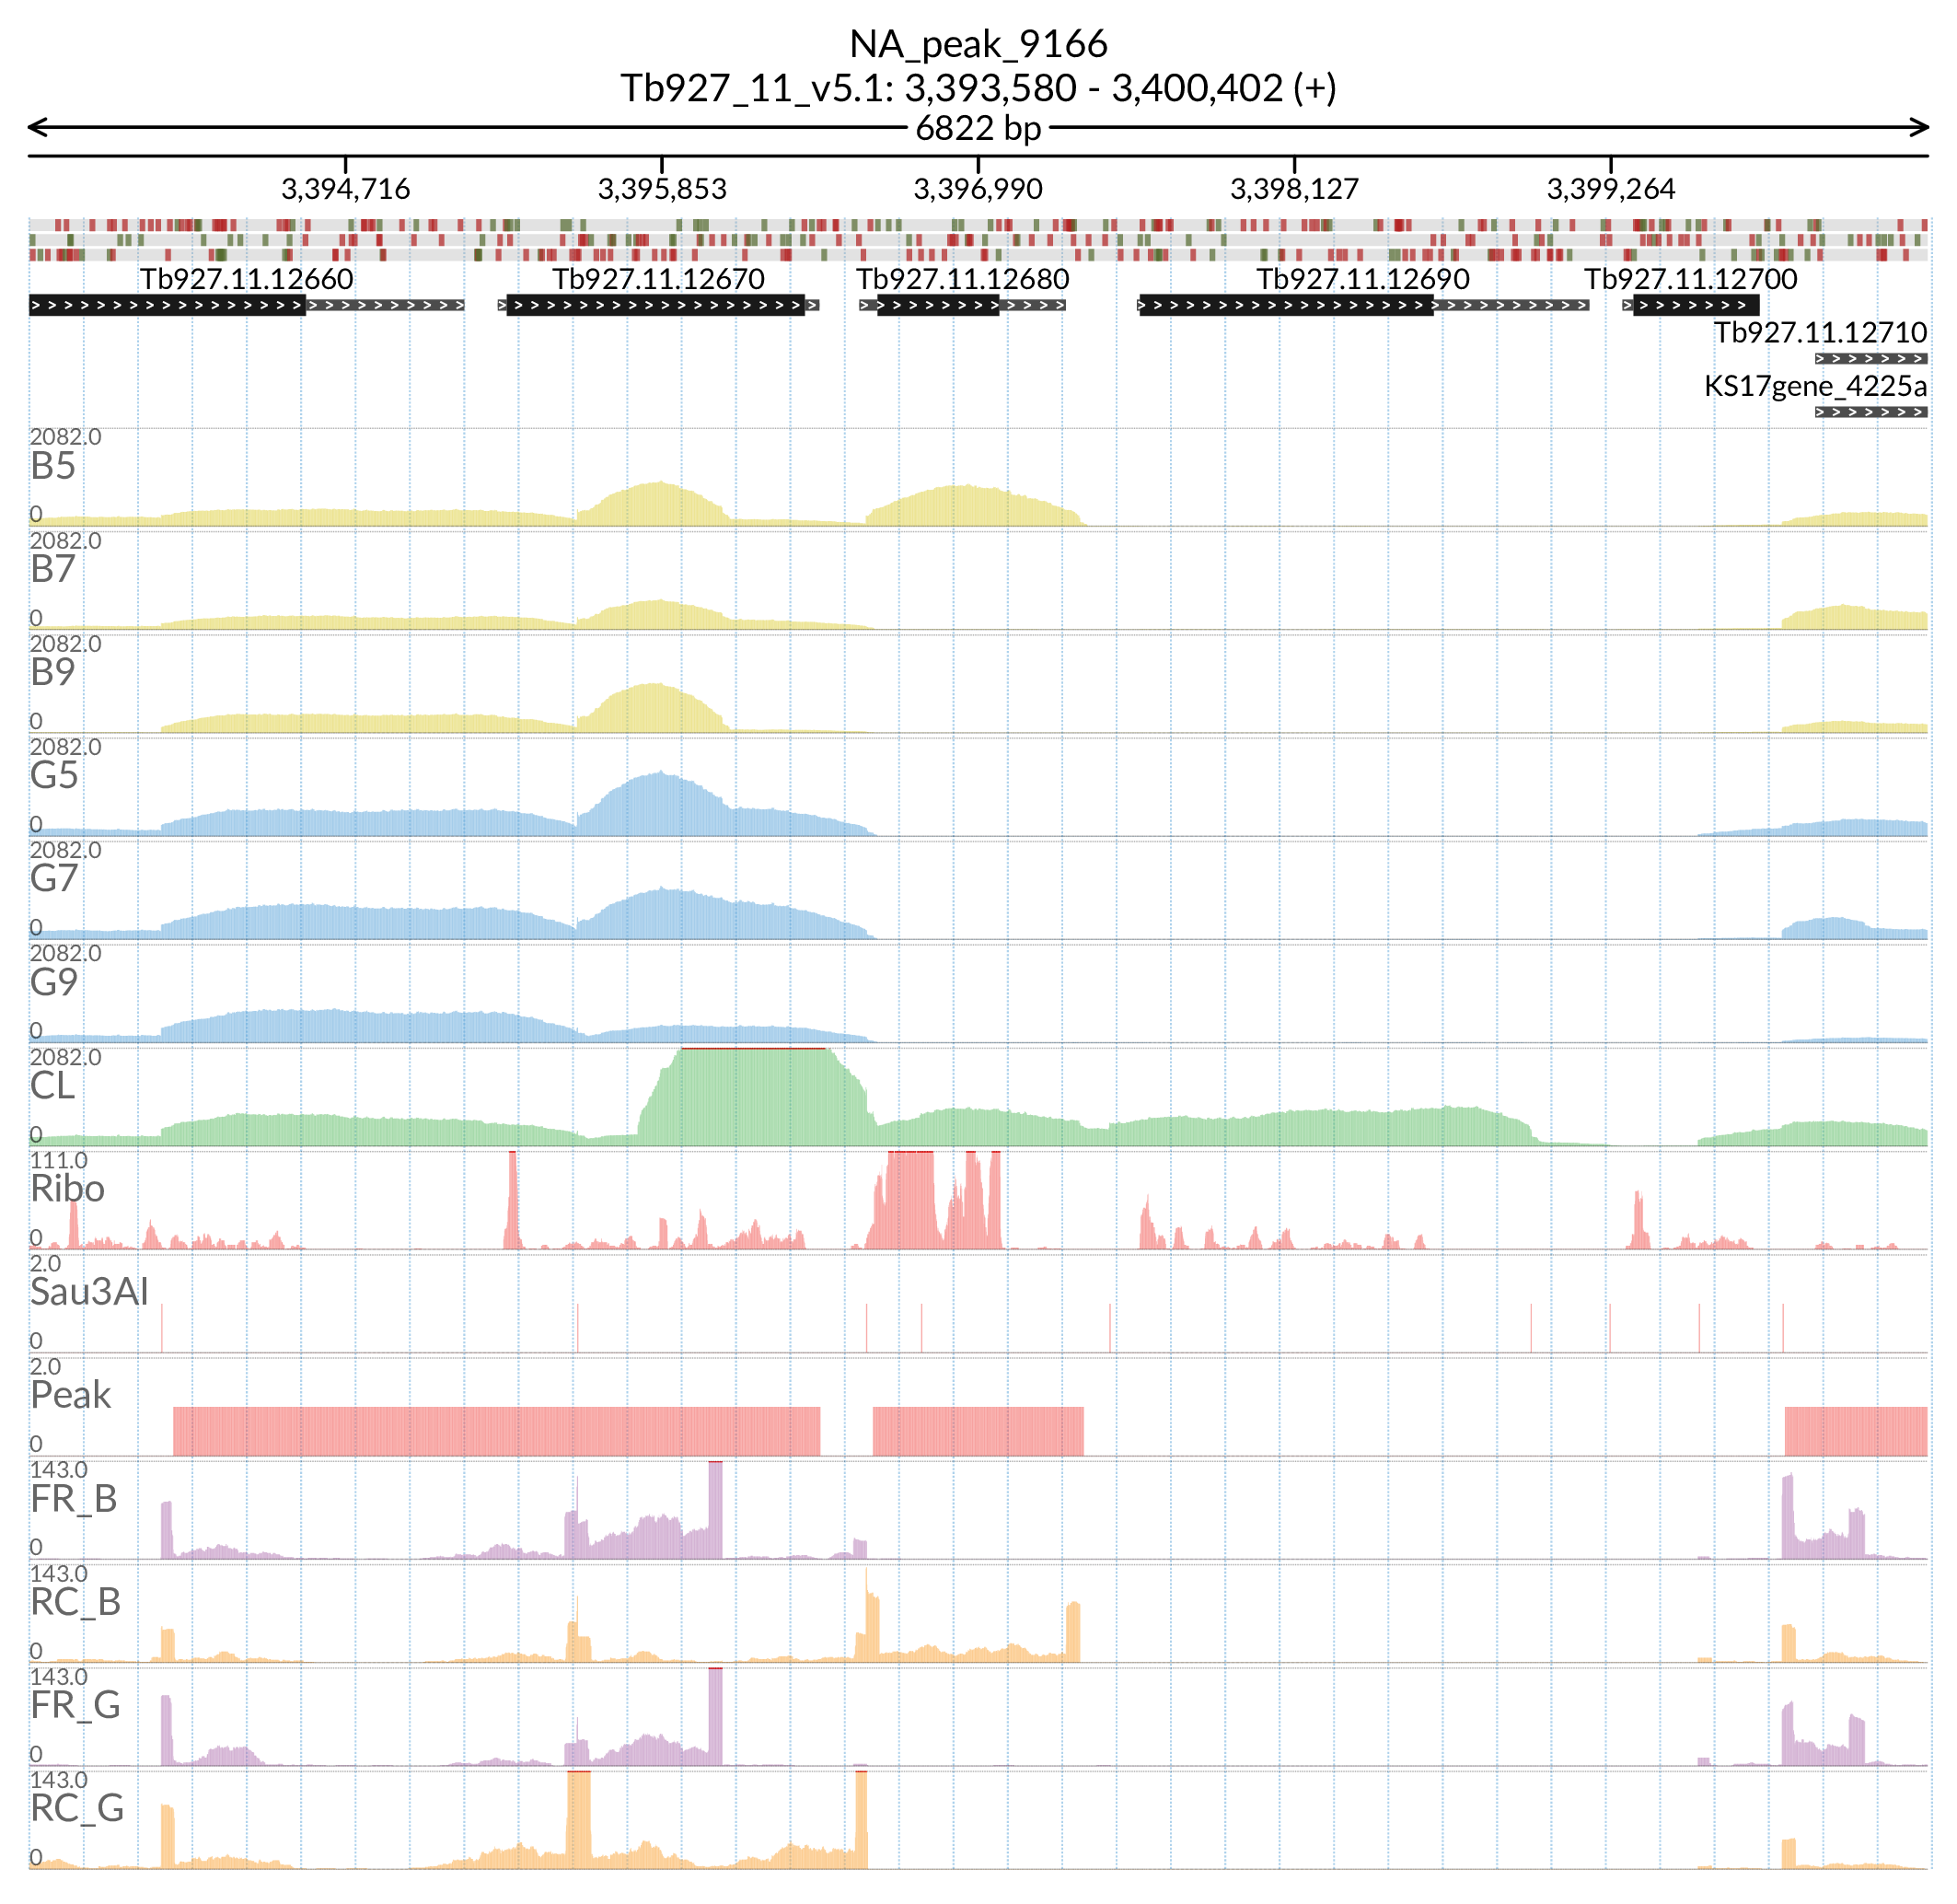 NA_peak_9166
Tb927_11_v5.1: 3,393,580 - 3,400,402 (+)
6822 bp
3,394,716 3,395,853 3,396,990 3,398,127 3,399,264
Tb927.11.12660 Tb927.11.12670 Tb927.11.12680 Tb927.11.12690 Tb927.11.12700
Tb927.11.12710
KS17gene_4225a
2082.0
B5
0
2082.0
B7
0
2082.0
B9
0
2082.0
G5
0
2082.0
G7
0
2082.0
G9
0
2082.0
CL
0
111.0
Ribo
0
2.0
Sau3AI
0
2.0
Peak
0
143.0
FR_B
0
143.0
RC_B
0
143.0
FR_G
0
143.0
RC_G
0